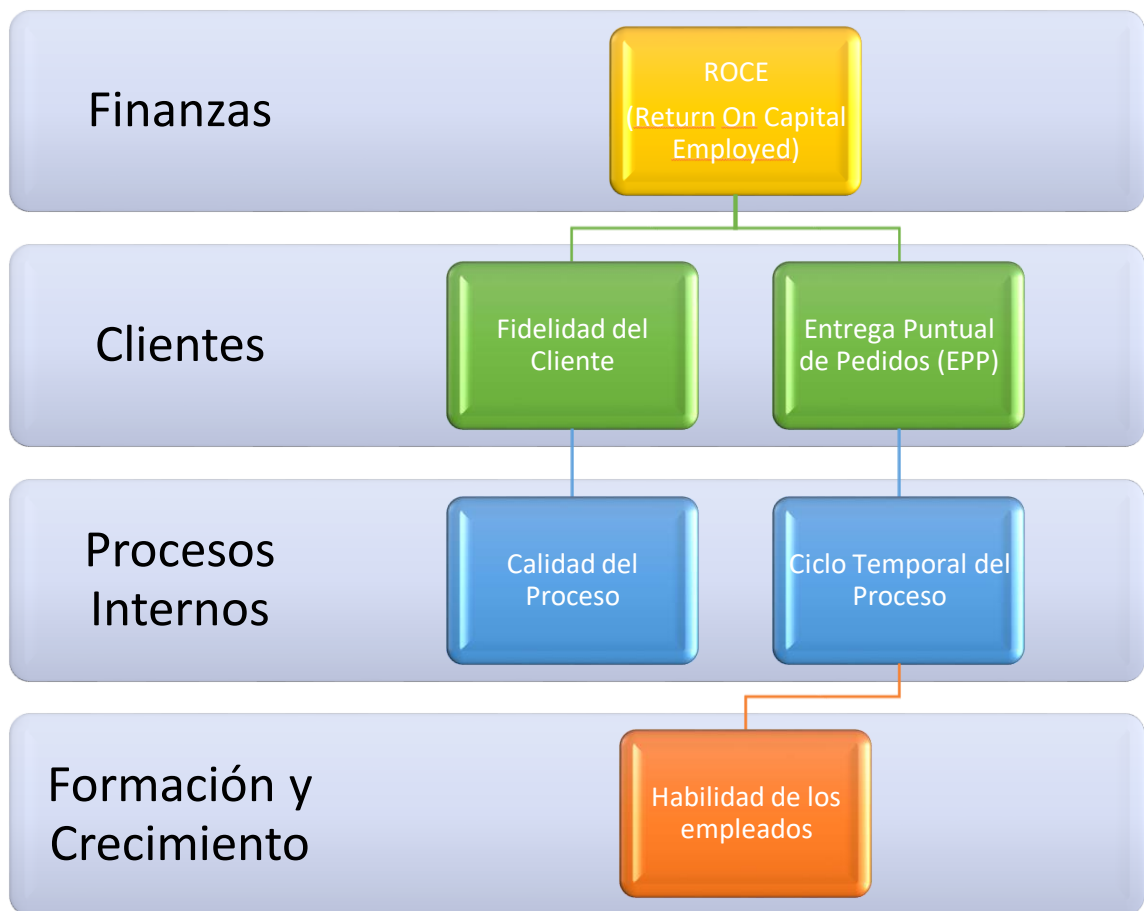 Finanzas
ROCE
(Return On Capital
Employed)
Clientes
Fidelidad del
Cliente
Entrega Puntual
de Pedidos (EPP)
Procesos
Internos
Calidad del
Proceso
Ciclo Temporal del
Proceso
Formación y
Crecimiento
Habilidad de los
empleados